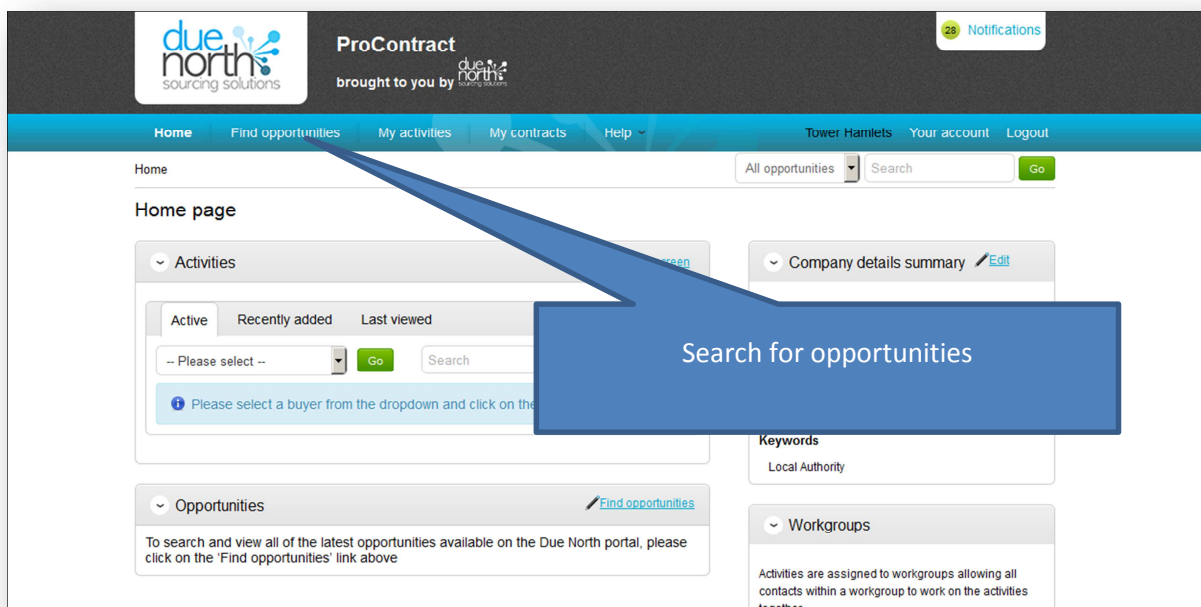 due north
sourcing solutions
ProContract
brought to you by due north sourcing solutions
28 Notifications
Home Find opportunities My activities My contracts Help
Tower Hamlets Your account Logout
Home
All opportunities Search Go
Home page
Activities
Company details summary Edit
Active Recently added Last viewed
-- Please select -- Go Search
Search for opportunities
Please select a buyer from the dropdown and click on the
Keywords
Local Authority
Opportunities Find opportunities
To search and view all of the latest opportunities available on the Due North portal, please
click on the 'Find opportunities' link above
Workgroups
Activities are assigned to workgroups allowing all
contacts within a workgroup to work on the activities